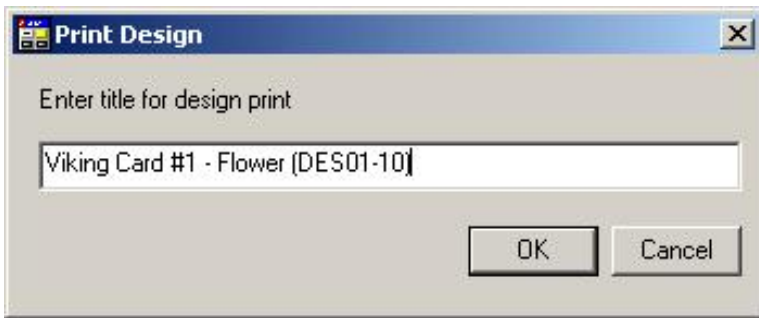 Print Design
Enter title for design print
Viking Card #1 - Flower (DES01-10)
OK Cancel